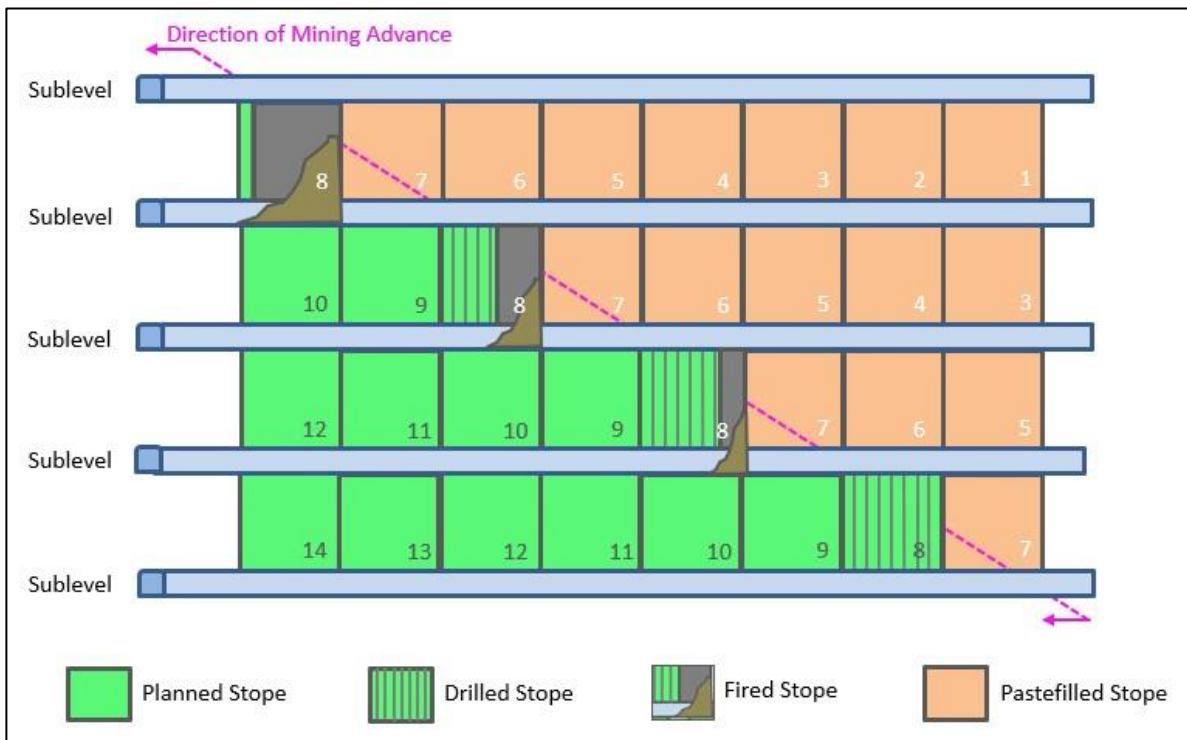 Direction of Mining Advance
Sublevel
8 7 6 5 4 3 2 1
Sublevel
10 9 8 7 6 5 4 3
Sublevel
12 11 10 9 8 7 6 5
Sublevel
14 13 12 11 10 9 8 7
Sublevel
Planned Stope Drilled Stope Fired Stope Pastefilled Stope